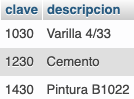 clave descripcion
1030 Varilla 4/33
1230 Cemento
1430 Pintura B1022